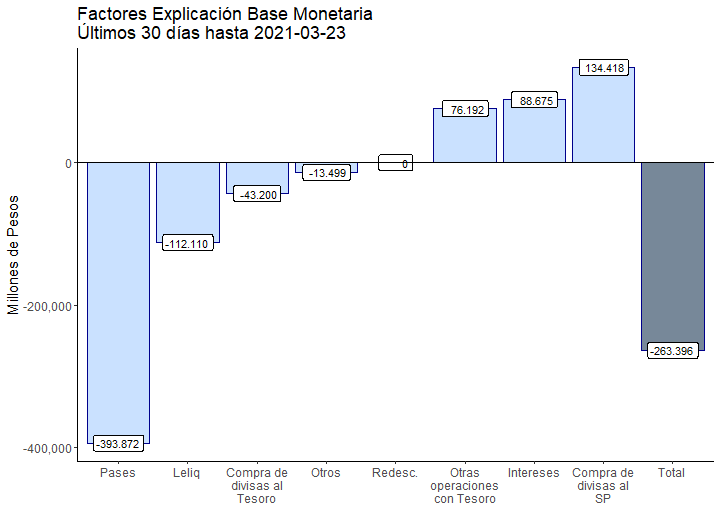 Factores Explicación Base Monetaria
Últimos 30 días hasta 2021-03-23
Millones de Pesos
0
-200,000
-400,000
-393.872
-112.110
-43.200
-13.499
0
76.192
88.675
134.418
-263.396
Pases
Leliq
Compra de
divisas al
Tesoro
Otros
Redesc.
Otras
operaciones
con Tesoro
Intereses
Compra de
divisas al
SP
Total